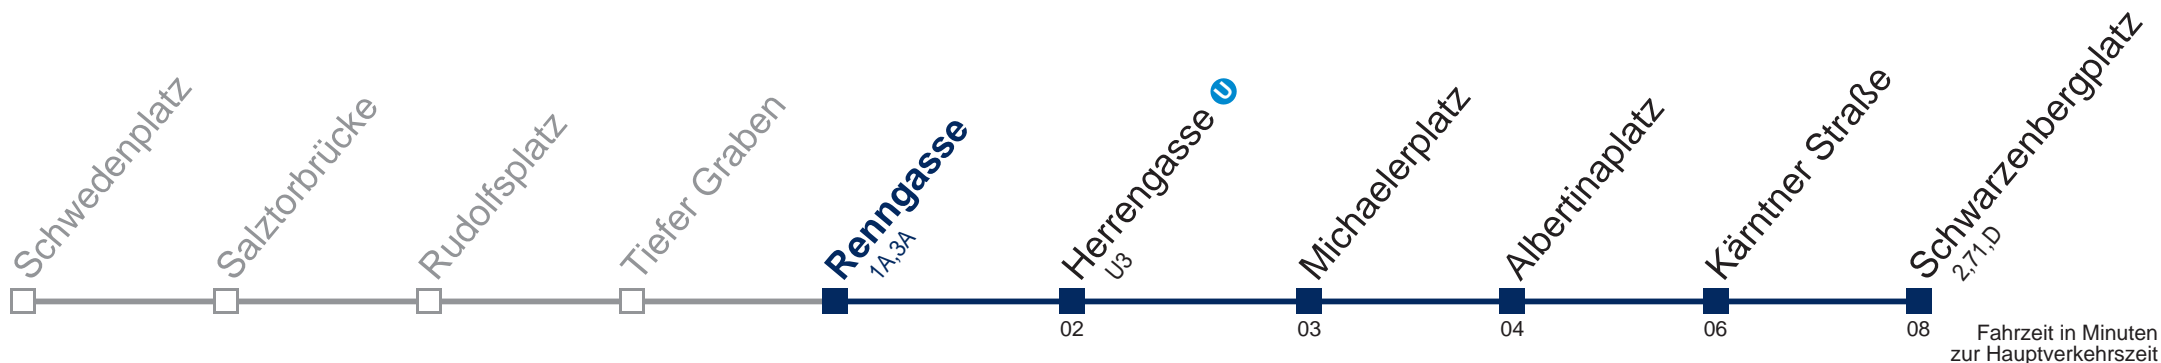 Schwedenplatz
Salztorbrücke
Rudolfsplatz
Tiefer Graben
Renngasse
1A,3A
Herrengasse U
U3
Michaelerplatz
Albertinaplatz
Kärntner Straße
Schwarzenbergplatz
2,71,D
02
03
04
06
08
Fahrzeit in Minuten
zur Hauptverkehrszeit